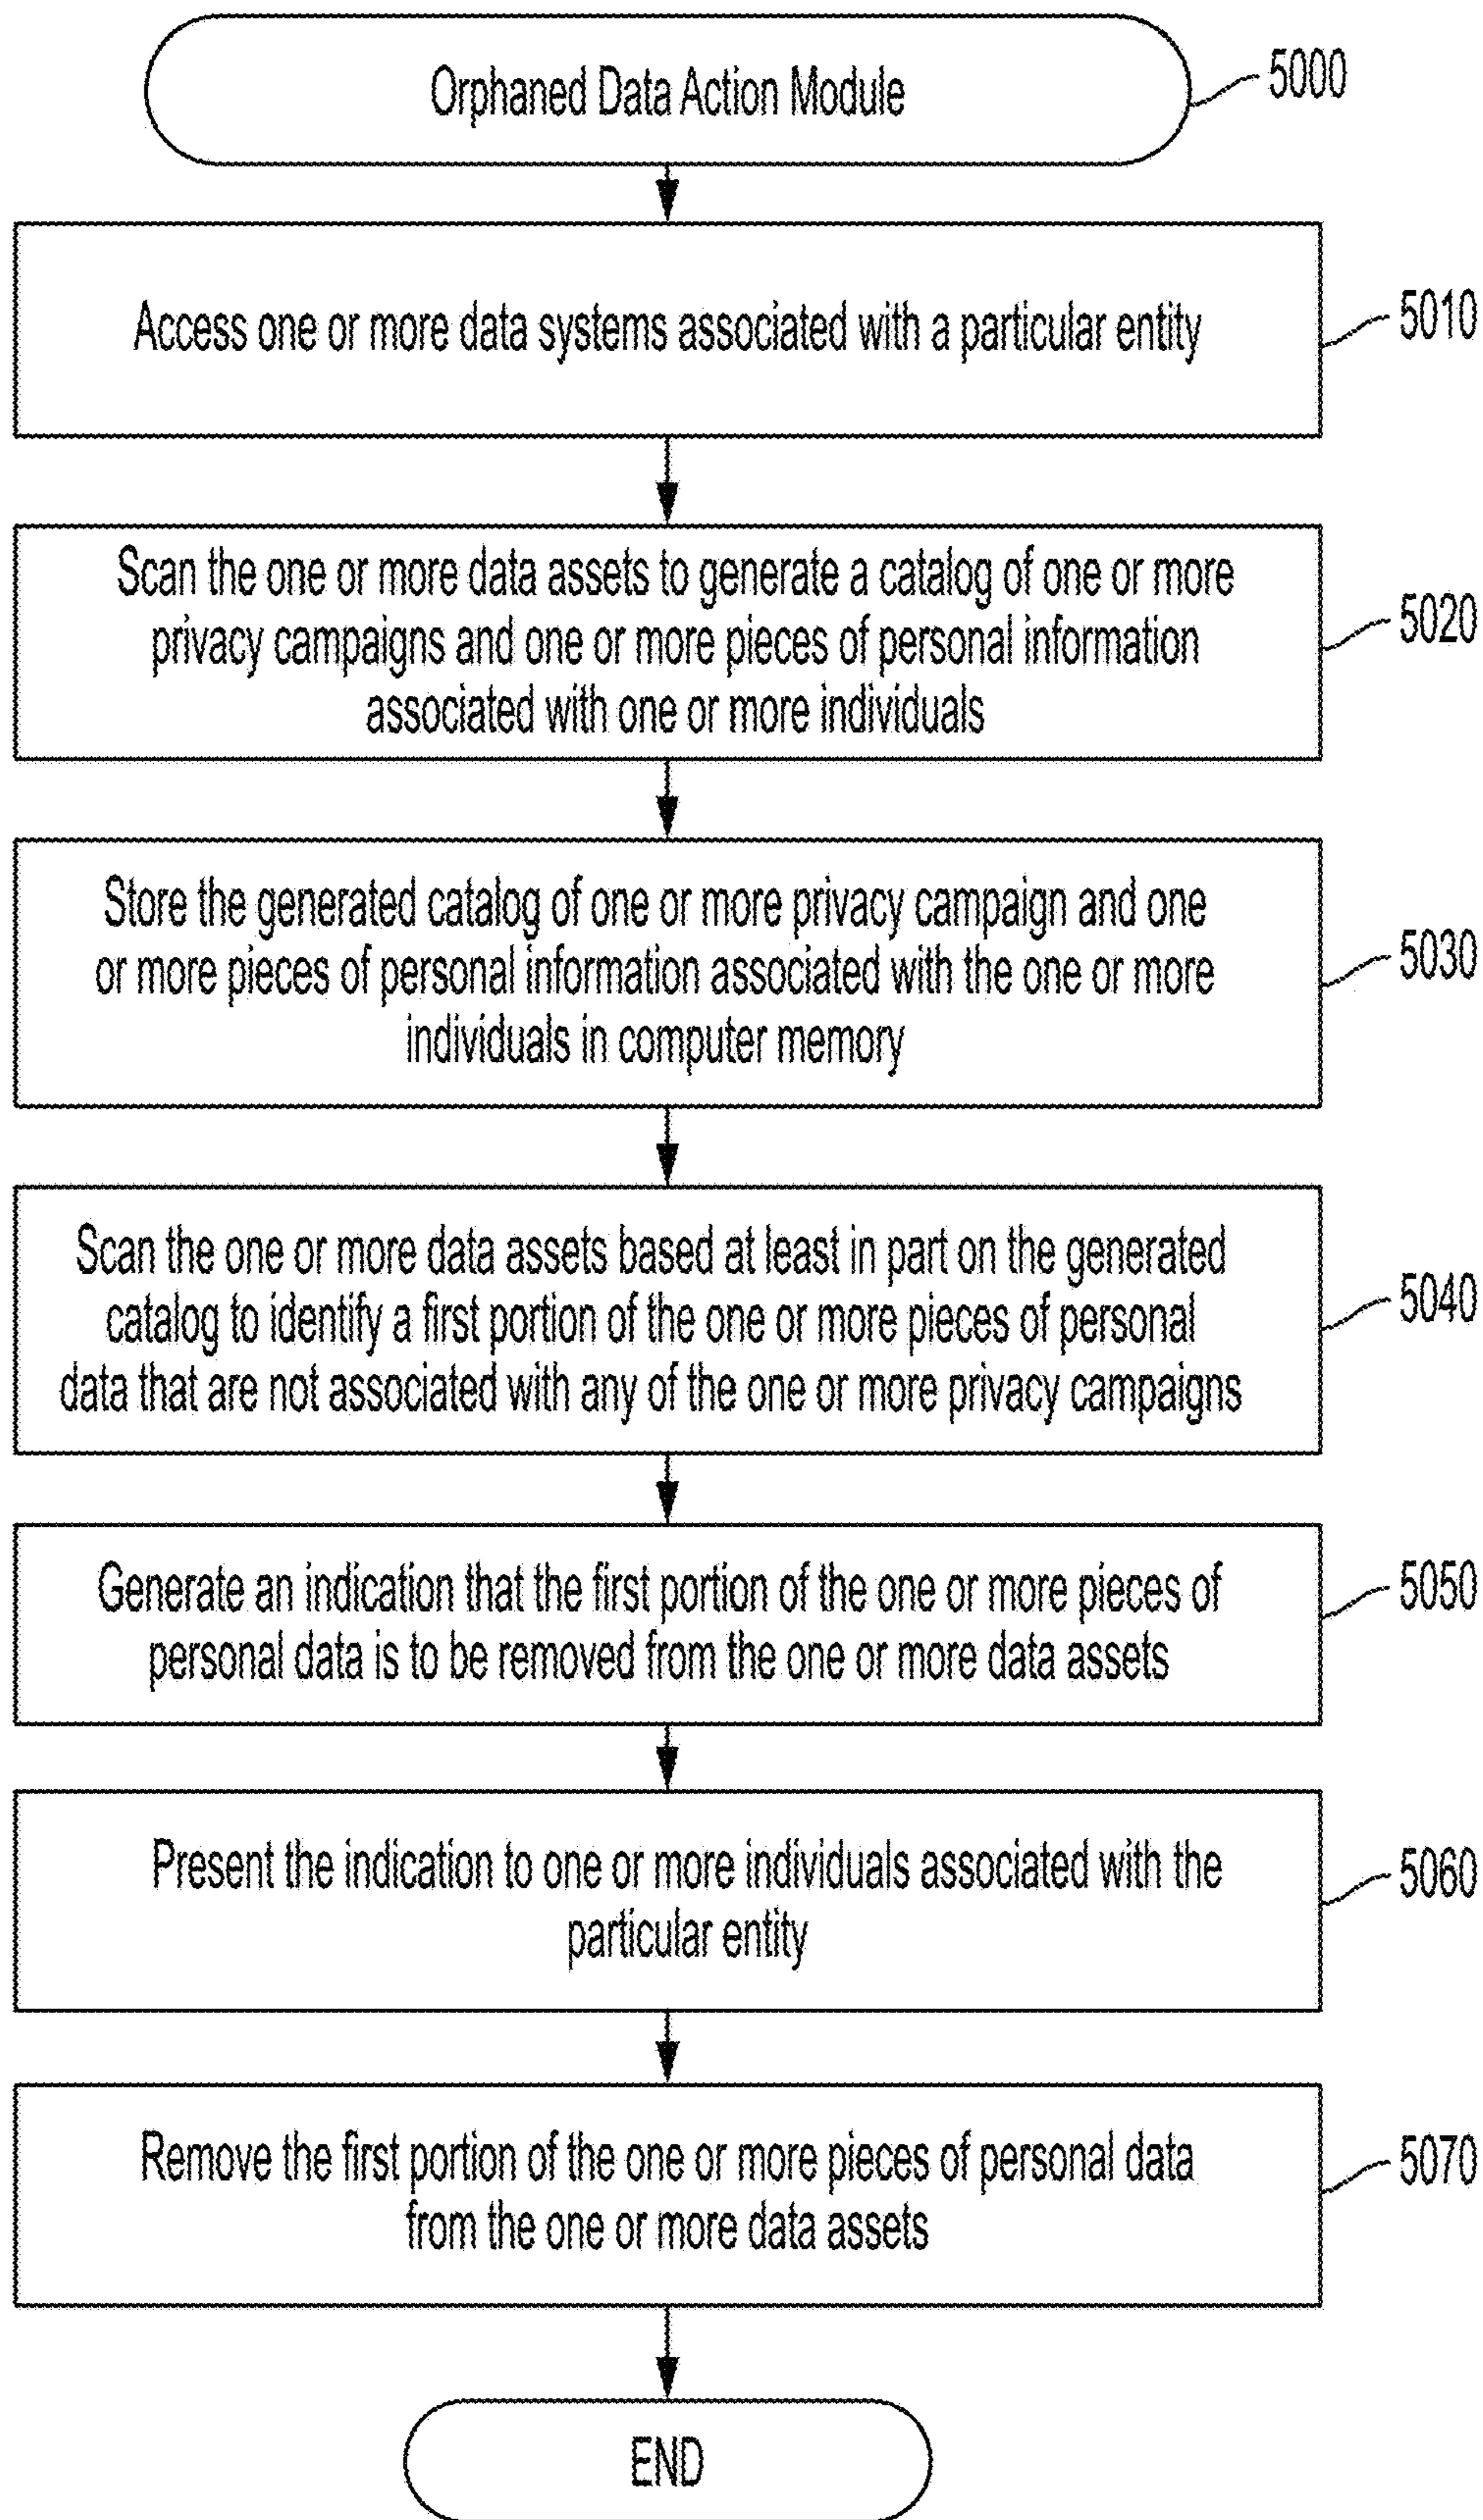 Orphaned Data Action Module
5000
Access one or more data systems associated with a particular entity
5010
Scan the one or more data assets to generate a catalog of one or more
privacy campaigns and one or more pieces of personal information
associated with one or more individuals
5020
Store the generated catalog of one or more privacy campaign and one
or more pieces of personal information associated with the one or more
individuals in computer memory
5030
Scan the one or more data assets based at least in part on the generated
catalog to identify a first portion of the one or more pieces of personal
data that are not associated with any of the one or more privacy campaigns
5040
Generate an indication that the first portion of the one or more pieces of
personal data is to be removed from the one or more data assets
5050
Present the indication to one or more individuals associated with the
particular entity
5060
Remove the first portion of the one or more pieces of personal data
from the one or more data assets
5070
END